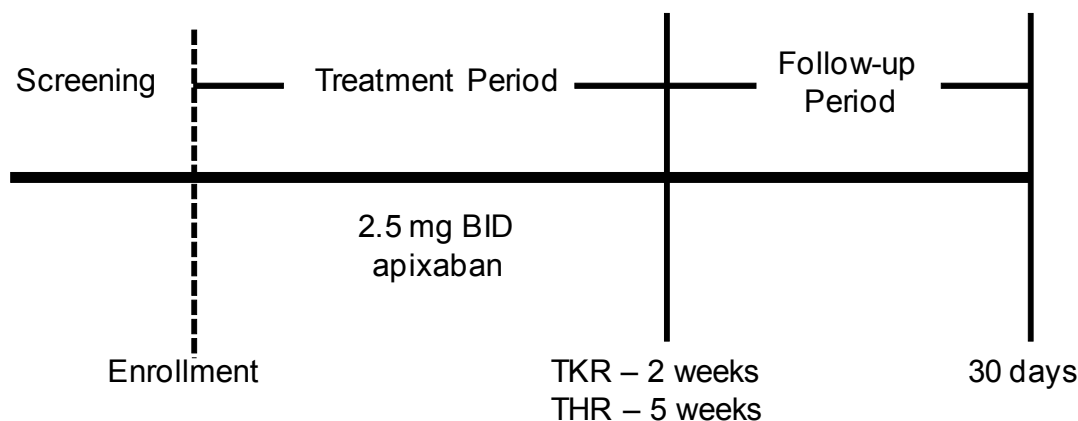 Screening
Treatment Period
Follow-up
Period
2.5 mg BID
apixaban
Enrollment
TKR – 2 weeks
THR – 5 weeks
30 days